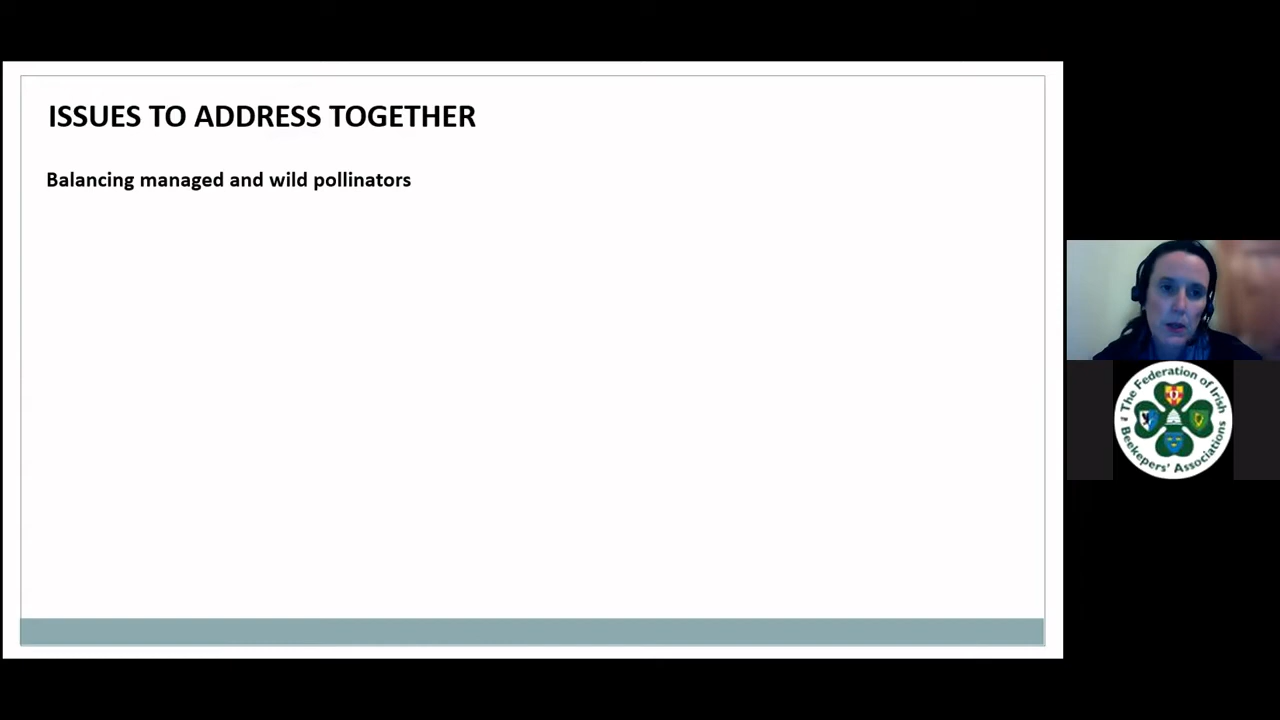 ISSUES TO ADDRESS TOGETHER
Balancing managed and wild pollinators
The Federation of Irish
Beekepers' Associations